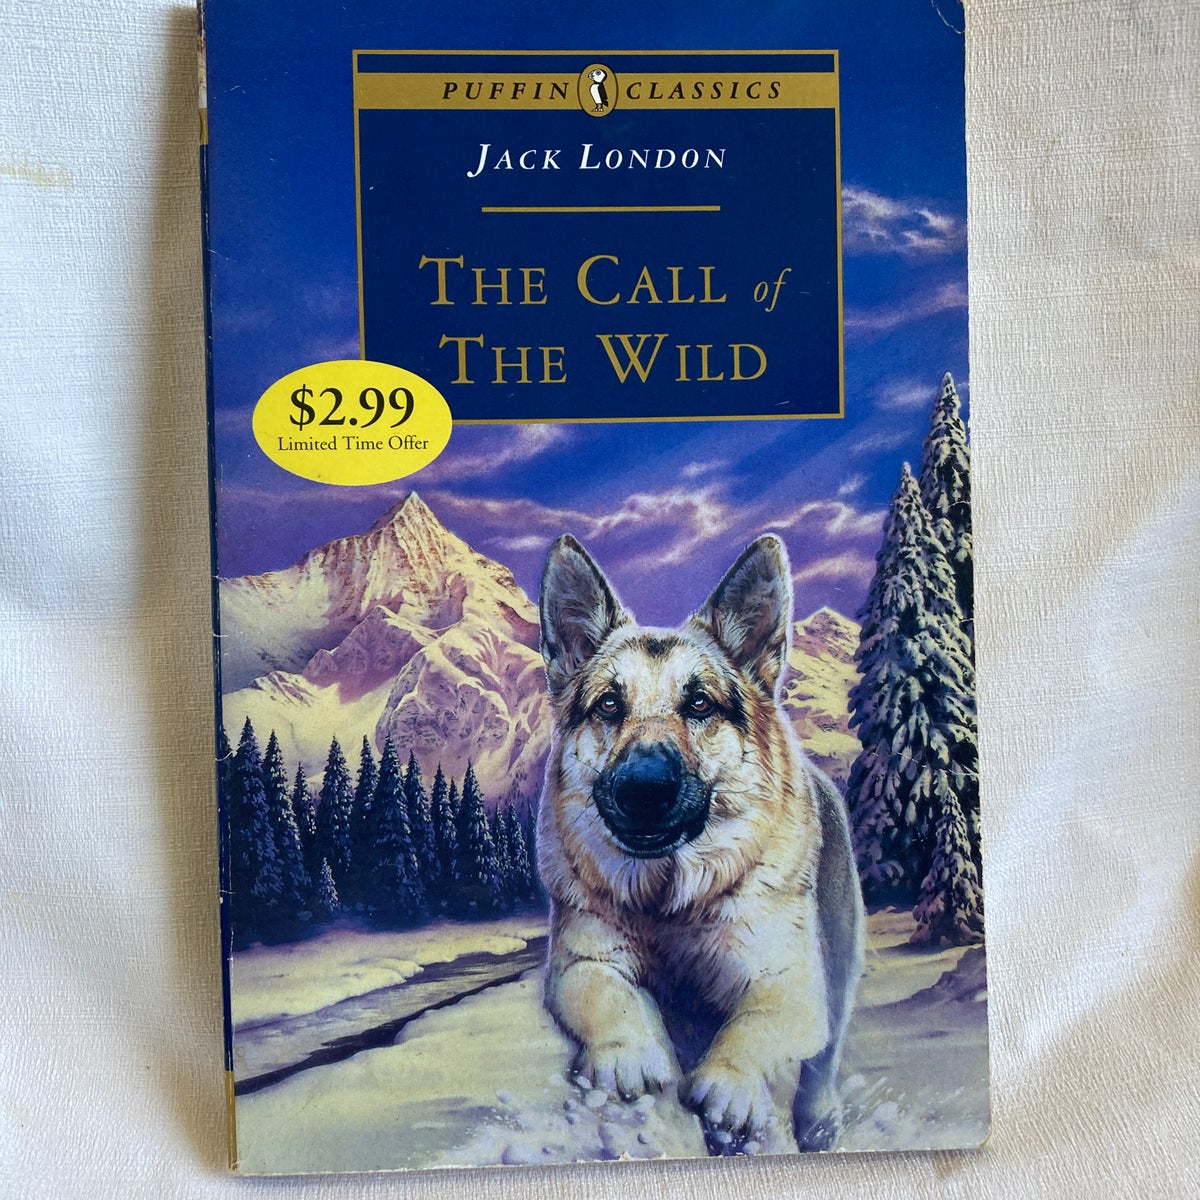 PUFFIN CLASSICS
JACK LONDON
THE CALL of
THE WILD
$2.99
Limited Time Offer